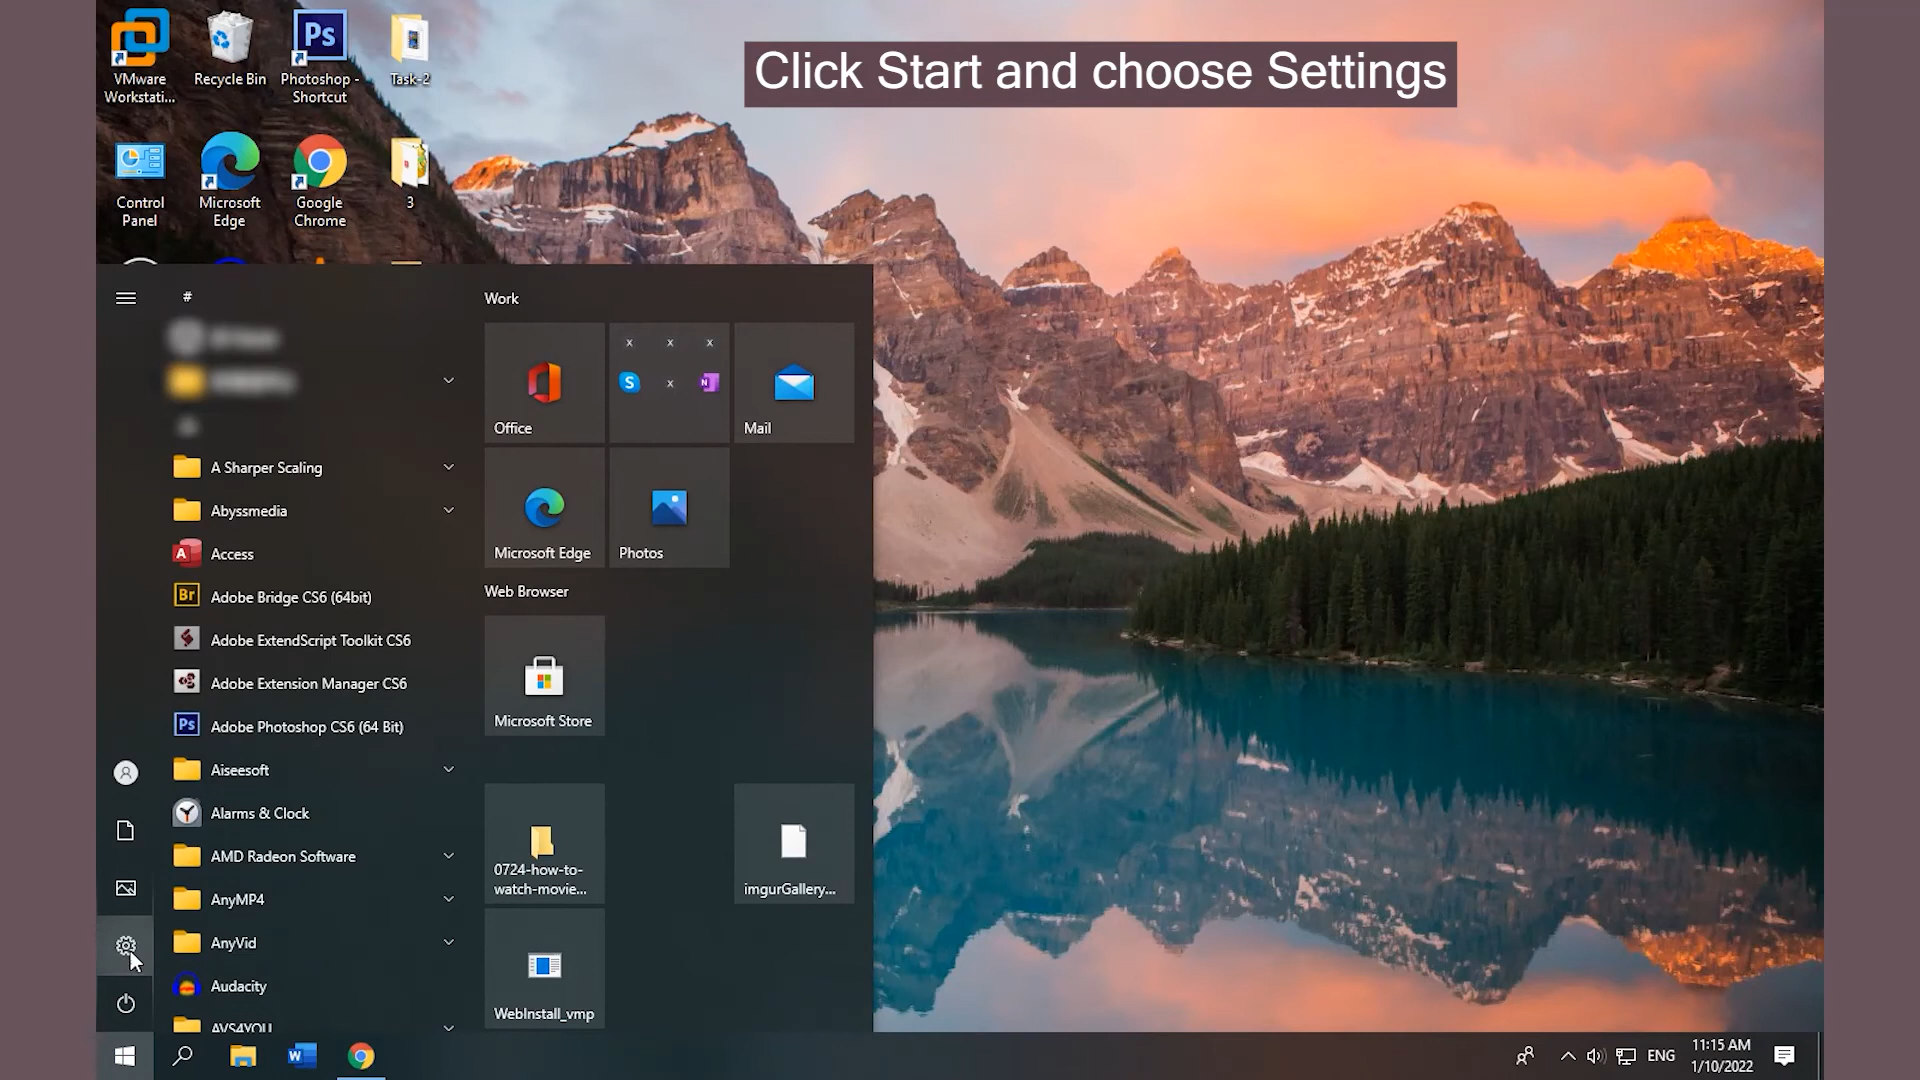 Click Start and choose Settings
VMware
Workstati...
Recycle Bin
Photoshop -
Shortcut
Task-2
Control
Panel
Microsoft
Edge
Google
Chrome
3
#
A Sharper Scaling
Abyssmedia
Access
Adobe Bridge CS6 (64bit)
Adobe ExtendScript Toolkit CS6
Adobe Extension Manager CS6
Adobe Photoshop CS6 (64 Bit)
Aiseesoft
Alarms & Clock
AMD Radeon Software
AnyMP4
AnyVid
Audacity
AVS4YOU
Work
Office
Mail
Microsoft Edge
Photos
Web Browser
Microsoft Store
0724-how-to-
watch-movie...
imgurGallery...
WebInstall_vmp
ENG
11:15 AM
1/10/2022